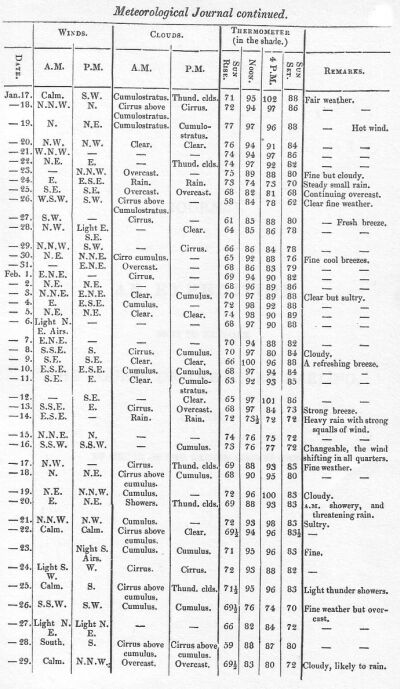 Meteorological Journal continued.
DATE. WINDS. CLOUDS. THERMOMETER (in the shade.) REMARKS.
A.M. P.M. A.M. P.M. SUN RISE. NOON. 4 P.M. SUN SET.
Jan. 17. Calm. S.W. Cumulostratus. Thund. clds. 71 95 102 88 Fair weather.
—18. N.N.W. N. Cirrus above Cirrus. 72 94 97 86 — —
Cumulostratus.
—19. N. N.E. Cumulostratus. Cumulo- 77 97 96 88 — Hot wind.
stratus.
—20. N.W. N.W. Clear. Clear. 76 94 91 84 — —
—21. W.N.W. — — — 74 94 97 86 — —
—22. N.E. E. — Thund. clds. 74 97 92 82 — —
—23. — N.N.W. Overcast. — 75 89 88 80 Fine but cloudy.
—24. E. E.S.E. Rain. Rain. 73 74 73 70 Steady small rain.
—25. S.E. S.E. Overcast. Overcast. 68 82 81 68 Continuing overcast.
—26. W.S.W. S.W. Cirrus above — 58 84 78 62 Clear fine weather.
Cumulostratus.
—27. S.W. — Cirrus. — 61 85 88 80 — Fresh breeze.
—28. N.W. Light E. — Clear. 64 85 86 78 — —
S.E.
—29. N.N.W. S.W. — Cirrus. 66 86 84 78 — —
—30. N.E. N.N.E. Cirro cumulus. — 65 92 88 76 Fine cool breezes.
—31. — E.N.E. Overcast. — 68 86 83 79 — —
Feb. 1. E.N.E. — Cirrus. — 69 94 90 82 — —
—2. N.E. N.E. — — 68 96 89 86 — —
—3. N.N.E. E.N.E. Clear. Cumulus. 70 97 89 88 Clear but sultry.
—4. E. E.S.E. Cumulus. — 72 98 92 88 — —
—5. N.E. N.E. Clear. Clear. 74 98 90 89 — —
—6. Light N. — — — 68 97 90 88 — —
E. Airs.
—7. E.N.E. — — — 70 94 88 82 — —
—8. S.S.E. S. Cirrus. Cumulus. 70 97 80 84 Cloudy.
—9. S.E. S.E. Clear. Clear. 66 100 96 88 A refreshing breeze.
—10. E.S.E. E.S.E. Cumulus. Cumulus. 68 97 94 84 — —
—11. S.E. E. Clear. Cumulo- 63 92 93 85 — —
stratus.
—12. — S.E. — Clear. 65 97 101 86 — —
—13. S.S.E. E. Cirrus. Overcast. 68 97 84 73 Strong breeze.
—14. E.S.E. — Rain. Rain. 72 73½ 72 72 Heavy rain with strong
squalls of wind.
—15. N.N.E. N. — — 74 76 75 72 — —
—16. S.S.W. S.S.W. — Cumulus. 73 76 77 72 Changeable, the wind
shifting in all quarters.
—17. N.W. — Cirrus. Thund. clds. 69 88 93 83 Fine weather.
—18. N. N.E. Cirrus above Cumulus. 68 90 95 80 — —
cumulus.
—19. N.E. N.N.W. Cumulus. — 72 96 100 83 Cloudy.
—20. E. N.E. Showers. Thund. clds. 69 88 93 83 A.M. showery, and
threatening rain.
—21. N.N.W. N.W. Cumulus. — 72 93 98 83 Sultry.
—22. Calm. Calm. Cirrus above Clear. 69½ 94 96 83½ —
cumulus.
—23. Night S. Cumulus. Cumulus. 71 95 96 83 Fine.
Airs.
—24. Light S. W. Cirrus. Cirrus. 72 93 88 82 —
W.
—25. Calm. S. Cirrus above Thund. clds. 71½ 95 96 83 Light thunder showers.
cumulus.
—26. S.S.W. S.W. Cumulus. Cumulus. 69½ 76 74 70 Fine weather but over-
cast.
—27. Light N. Light N. — — 66 82 84 72 — —
E. E.
—28. South. S. Cirrus above Cirrus above 59 88 87 80 — —
cumulus. cumulus.
—29. Calm. N.N.W. Overcast. Overcast. 69½ 83 80 72 Cloudy, likely to rain.